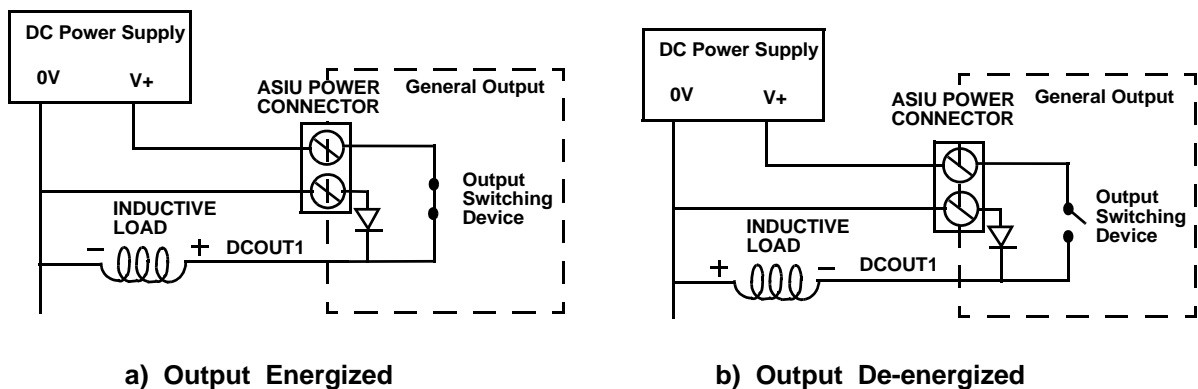 DC Power Supply
0V V+
ASIU POWER
CONNECTOR
General Output
Output
Switching
Device
INDUCTIVE
LOAD
– +
DCOUT1
a) Output Energized
DC Power Supply
0V V+
ASIU POWER
CONNECTOR
General Output
Output
Switching
Device
INDUCTIVE
LOAD
+ –
DCOUT1
b) Output De-energized